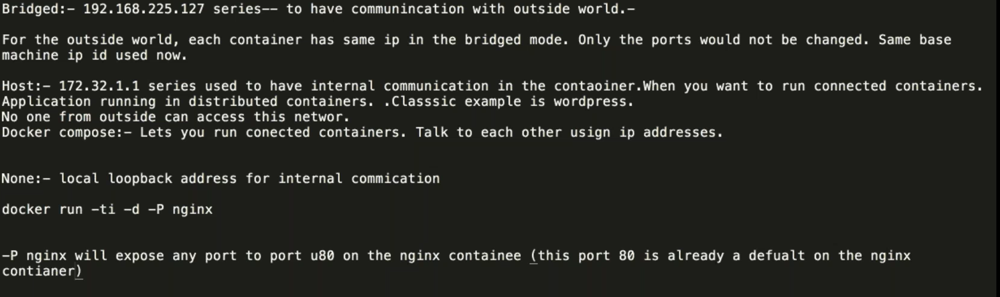 Bridged:- 192.168.225.127 series-- to have communincation with outside world.-
For the outside world, each container has same ip in the bridged mode. Only the ports would not be changed. Same base
machine ip id used now.
Host:- 172.32.1.1 series used to have internal communication in the contaoiner.When you want to run connected containers.
Application running in distributed containers. .Classsic example is wordpress.
No one from outside can access this networ.
Docker compose:- Lets you run conected containers. Talk to each other usign ip addresses.
None:- local loopback address for internal commication
docker run -ti -d -P nginx
-P nginx will expose any port to port u80 on the nginx containee (this port 80 is already a defualt on the nginx
contianer)